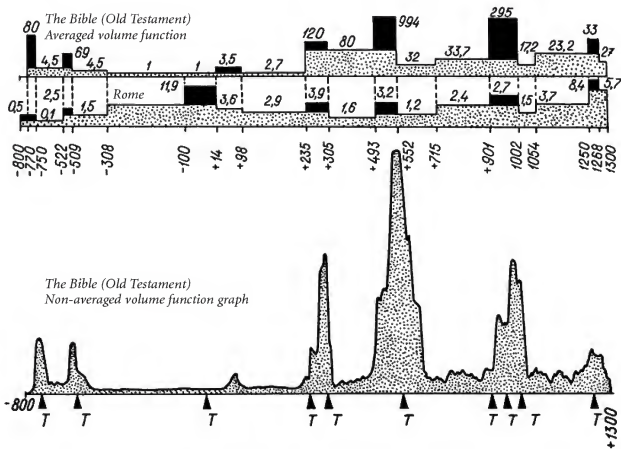 The Bible (Old Testament)
Averaged volume function
80 4,5 69 4,5 1 1 3,5 2,7 120 80 994 32 33,7 295 17,2 23,2 33 27
Rome
0,5 2,5 0,1 1,5 11,9 3,6 2,9 3,9 1,6 3,2 1,2 2,4 2,7 1,5 3,7 8,4 5,7
-800 -770 -750 -522 -509 -308 -100 +14 +98 +235 +305 +493 +552 +715 +901 1002 1054 1250 1268 1300
The Bible (Old Testament)
Non-averaged volume function graph
-800 +1300
T T T T T T T T T T